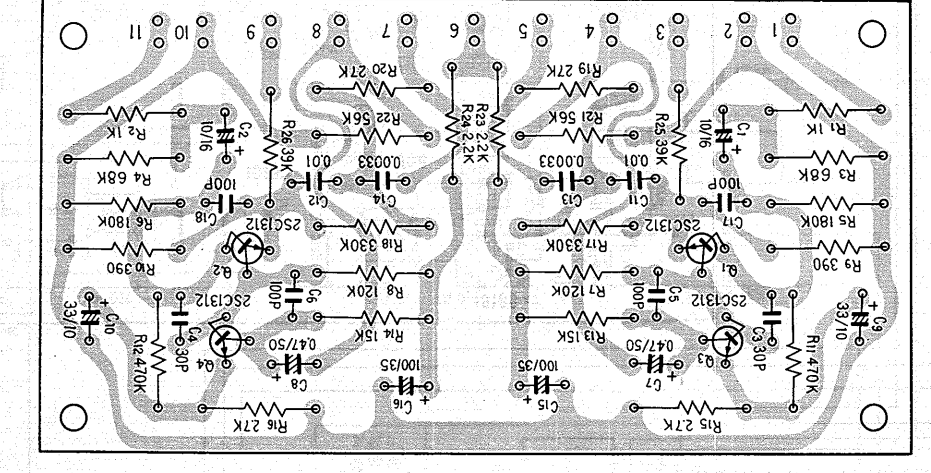 11 10 9 8 7 6 5 4 3 2 1
R20 27K
R19 27K
R2 1K
C2
10/16
R26 39K
R22 56K
R24 2.2K
R23 2.2K
R21 56K
R25 39K
C1
10/16
R1 1K
R4 68K
100P
C18
0.01
C12
0.0033
C14
0.0033
C13
0.01
C11
100P
C17
R3 68K
R6 180K
2SC1312
Q2
R18 330K
R17 330K
2SC1312
Q1
R5 180K
R10 390
R9 390
R8 120K
R7 120K
C10
33/10
2SC1312
C4 30P
Q4
C6
100P
C5
100P
2SC1312
C3 30P
Q3
C9
33/10
R14 15K
R13 15K
R12 470K
0.47/50
C8
100/35
C16
100/35
C15
0.47/50
C7
R11 470K
R16 2.7K
R15 2.7K